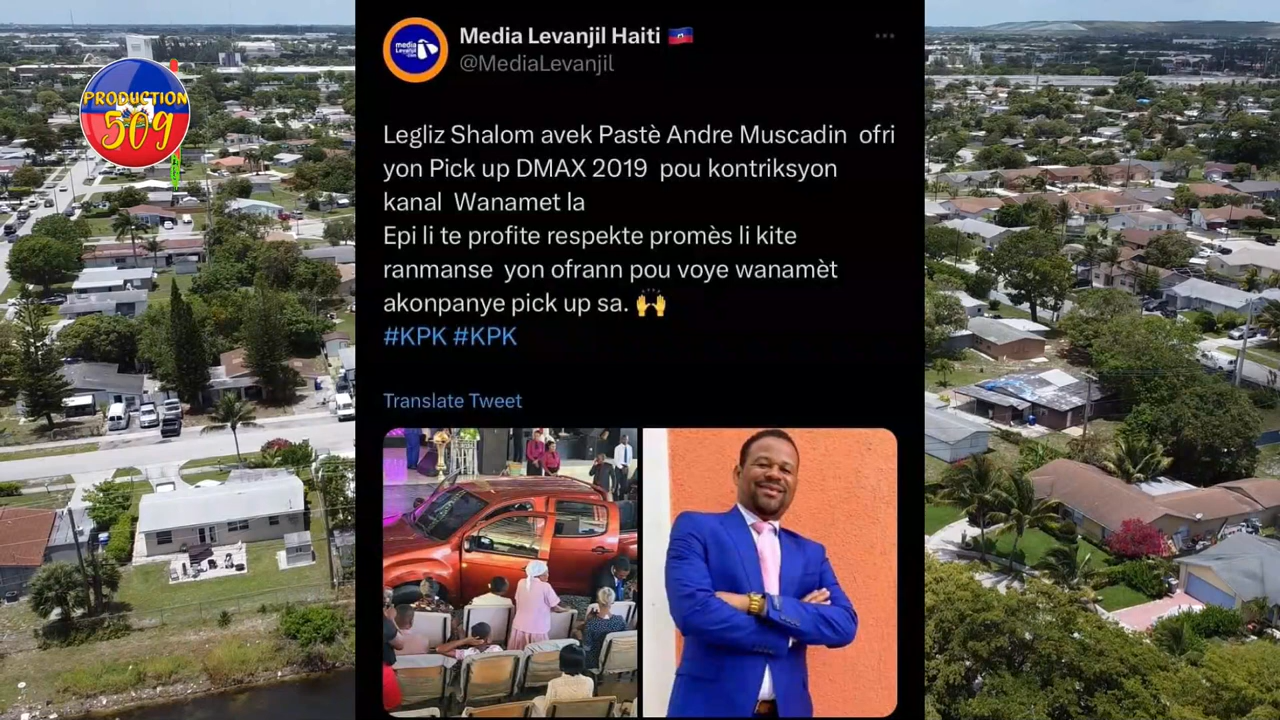 PRODUCTION
509
media
Levanjil
Media Levanjil Haiti
@MediaLevanjil
Legliz Shalom avek Pastè Andre Muscadin ofri
yon Pick up DMAX 2019 pou kontriksyon
kanal Wanamet la
Epi li te profite respekte promès li kite
ranmanse yon ofrann pou voye wanamèt
akonpanye pick up sa.
#KPK #KPK
Translate Tweet